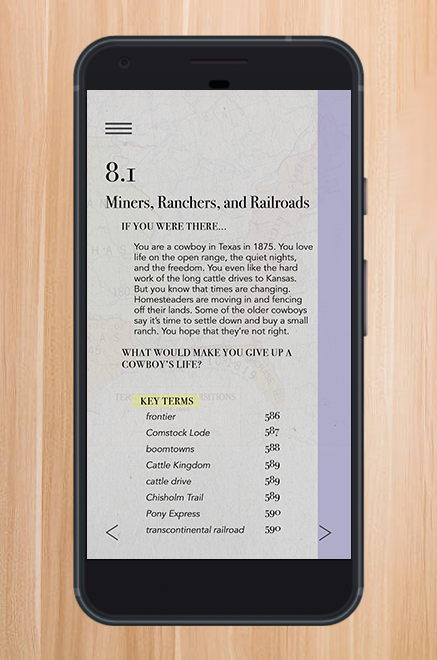 8.1
Miners, Ranchers, and Railroads
IF YOU WERE THERE...
You are a cowboy in Texas in 1875. You love
life on the open range, the quiet nights,
and the freedom. You even like the hard
work of the long cattle drives to Kansas.
But you know that times are changing.
Homesteaders are moving in and fencing
off their lands. Some of the older cowboys
say it's time to settle down and buy a small
ranch. You hope that they're not right.
WHAT WOULD MAKE YOU GIVE UP A
COWBOY'S LIFE?
KEY TERMS
frontier 586
Comstock Lode 587
boomtowns 588
Cattle Kingdom 589
cattle drive 589
Chisholm Trail 589
Pony Express 590
transcontinental railroad 590